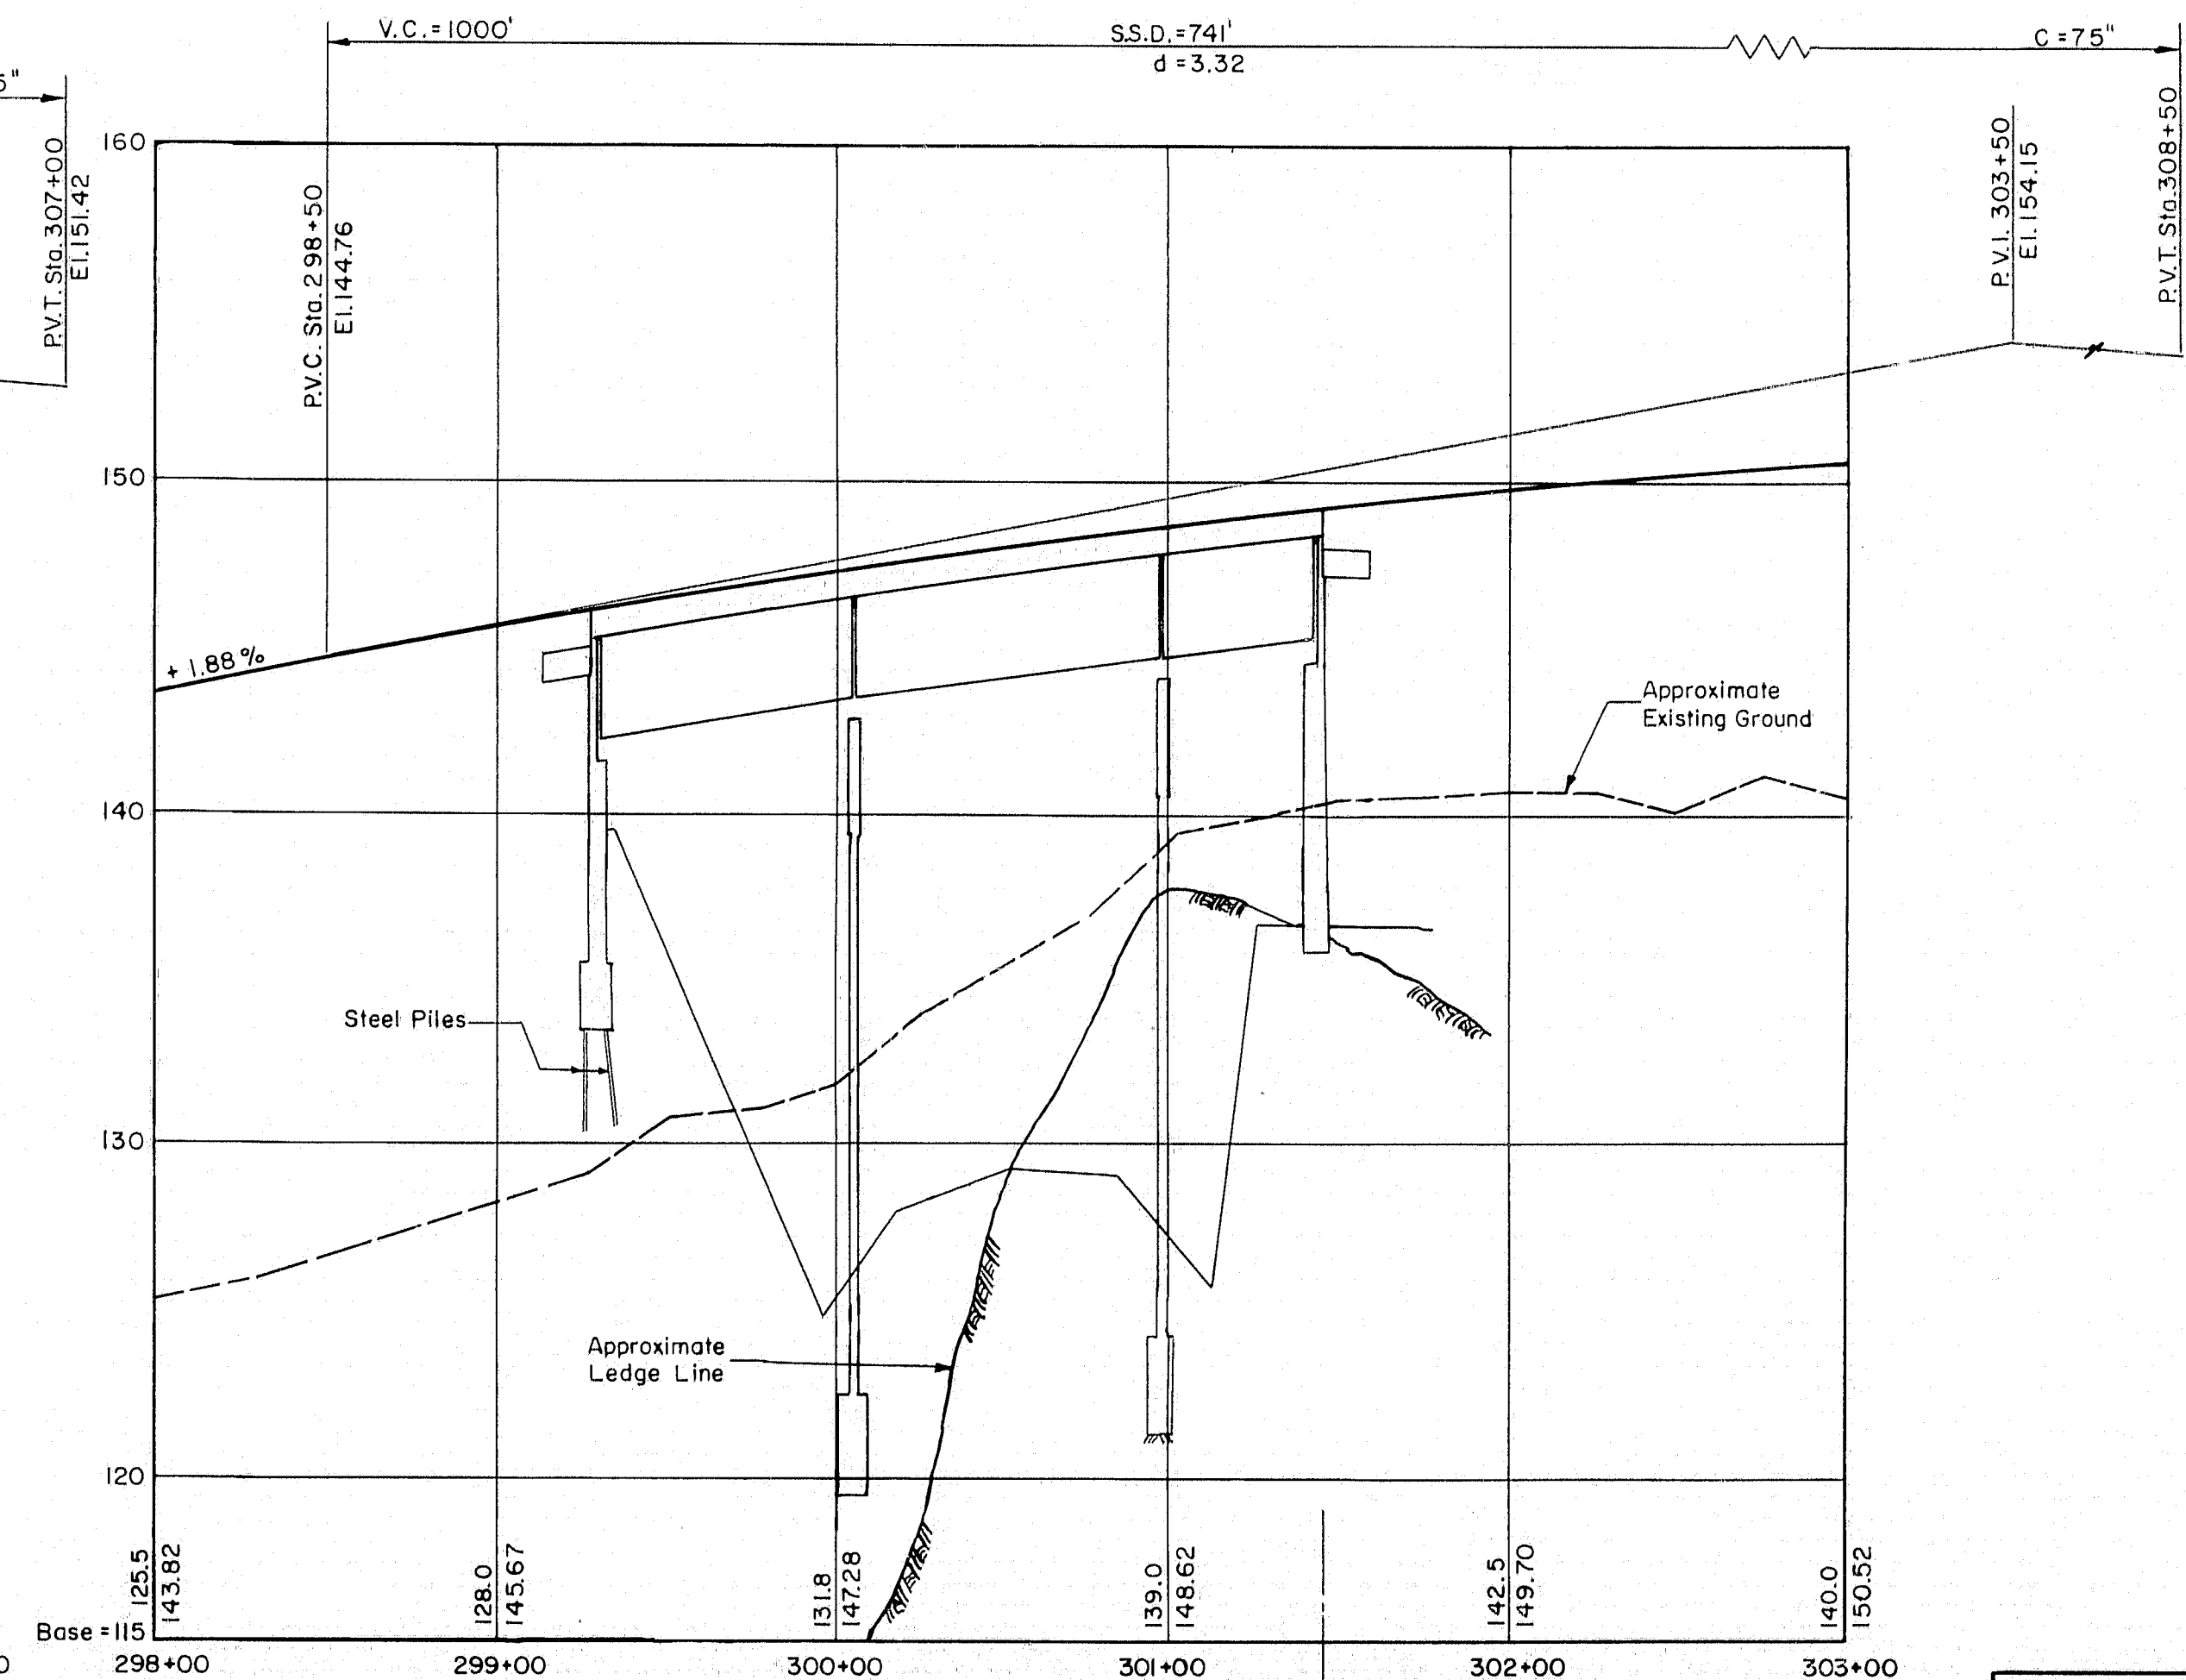 V.C. = 1000'
S.S.D. = 741'
d = 3.32
C = 75"
5"
P.V.T. Sta. 307+00
El. 151.42
P.V.C. Sta. 298+50
El. 144.76
P.V.I. 303+50
El. 154.15
P.V.T. Sta. 308+50
160
150
+ 1.88 %
Approximate
Existing Ground
140
Steel Piles
130
Approximate
Ledge Line
120
125.5
143.82
128.0
145.67
131.8
147.28
139.0
148.62
142.5
149.70
140.0
150.52
Base = 115
298+00
299+00
300+00
301+00
302+00
303+00